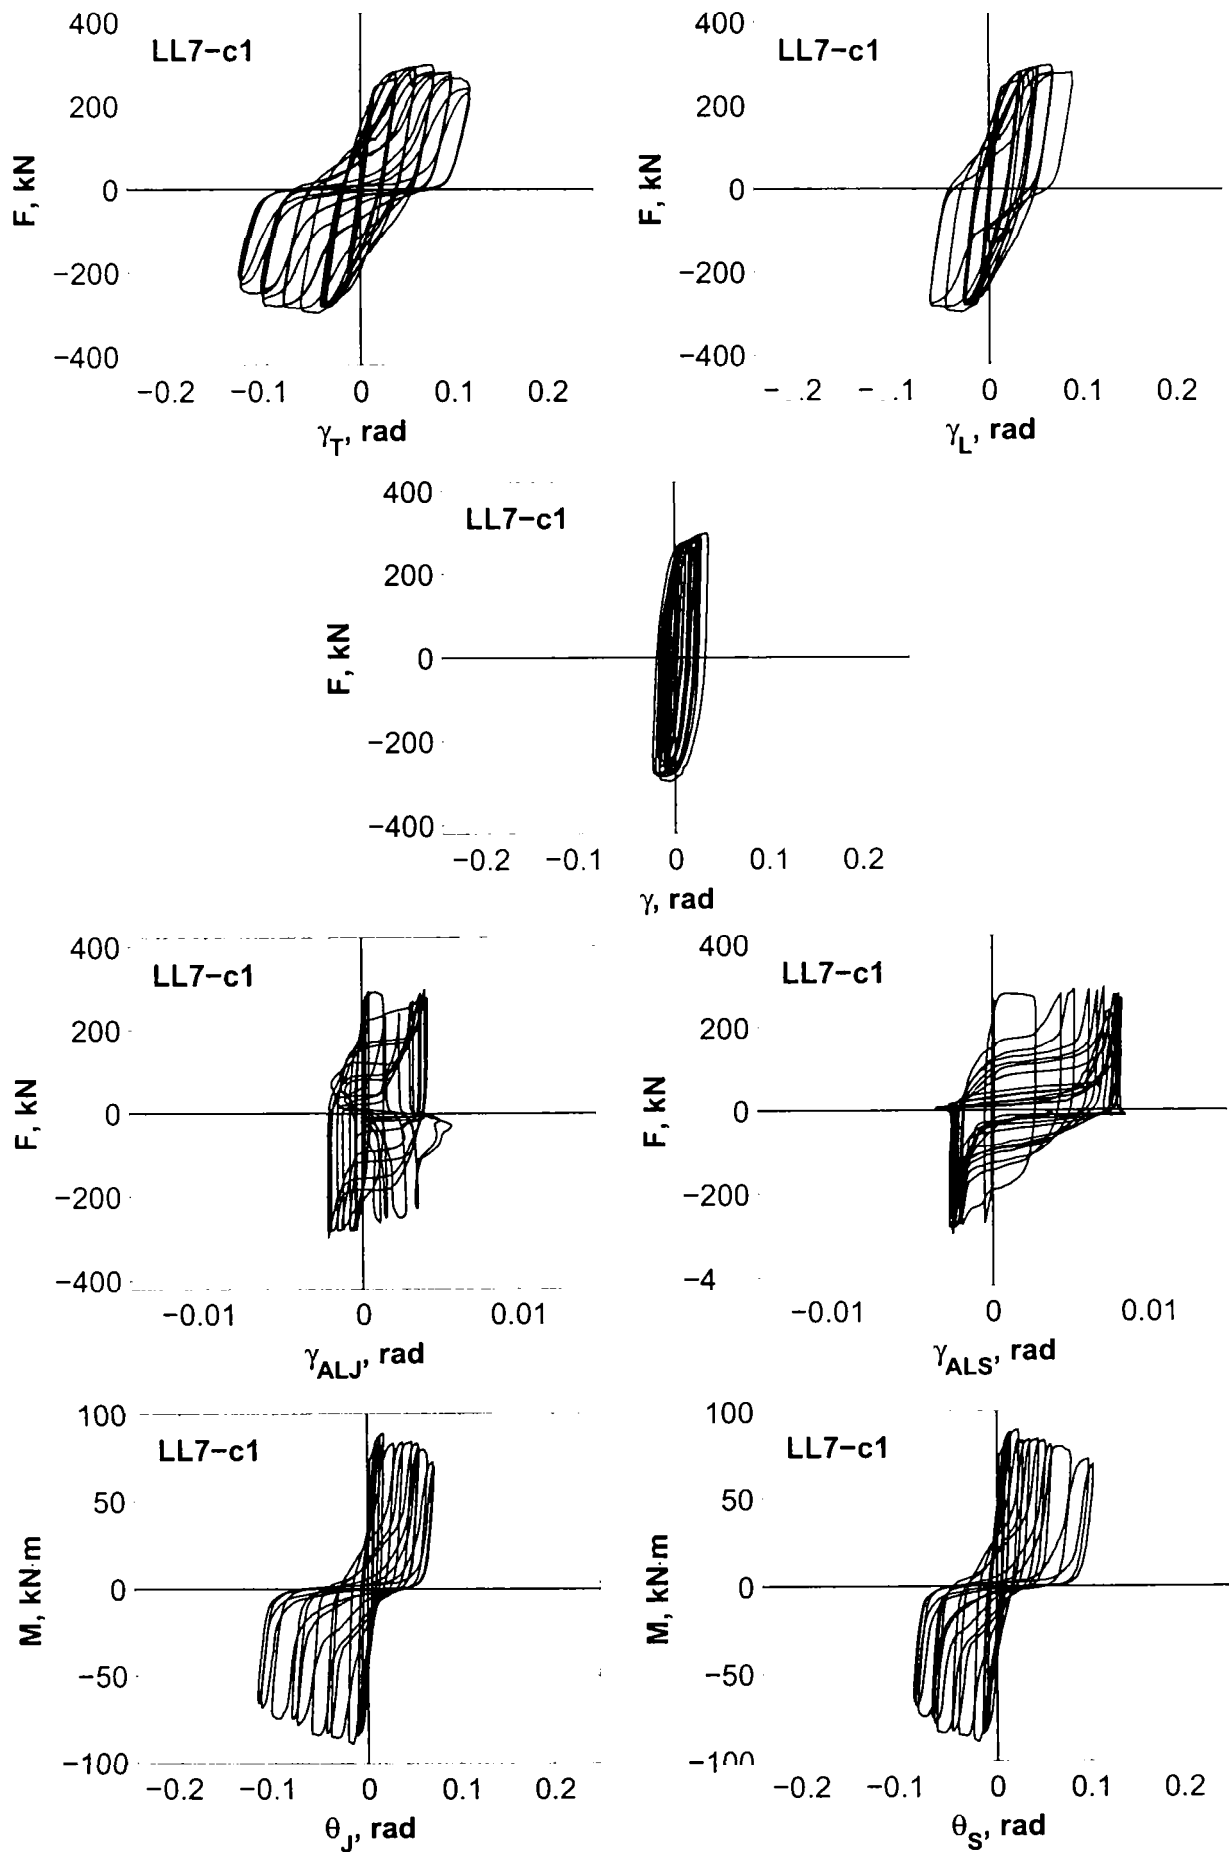 400 400
LL7-c1 LL7-c1
200 200
F, kN 0 F, kN 0
-200 -200
-400 -400
-0.2 -0.1 0 0.1 0.2 -0.2 -0.1 0 0.1 0.2
γT, rad γL, rad
400
LL7-c1
200
F, kN 0
-200
-400
-0.2 -0.1 0 0.1 0.2
γ, rad
400 400
LL7-c1 LL7-c1
200 200
F, kN 0 F, kN 0
-200 -200
-400 -4
-0.01 0 0.01 -0.01 0 0.01
γALJ, rad γALS, rad
100 100
LL7-c1 LL7-c1
50 50
M, kN·m 0 M, kN·m 0
-50 -50
-100 -100
-0.2 -0.1 0 0.1 0.2 -0.2 -0.1 0 0.1 0.2
θJ, rad θS, rad